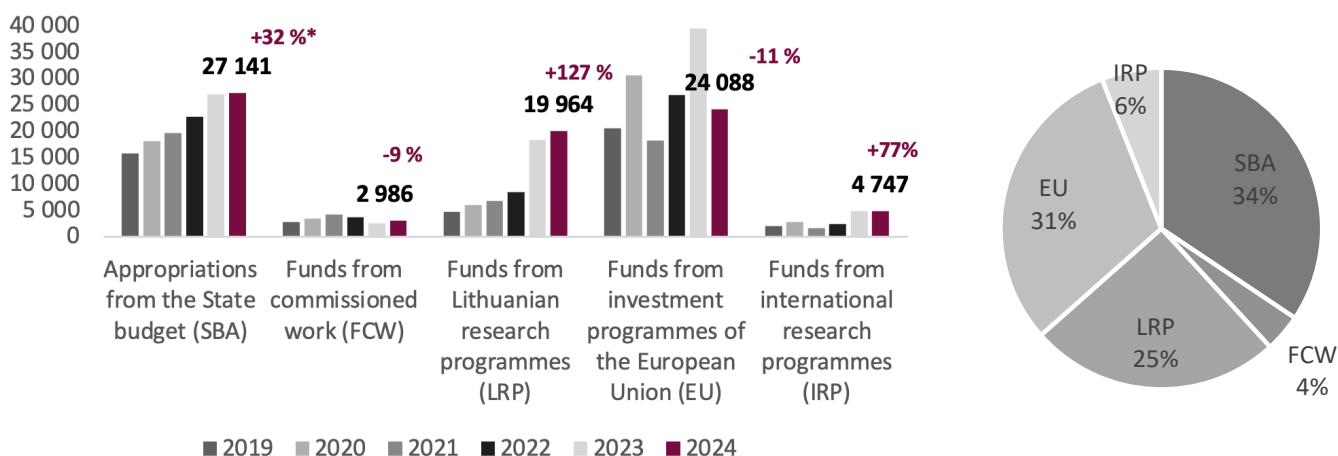 40 000
35 000
30 000
25 000
20 000
15 000
10 000
5 000
0
+32 %*
27 141
-9 %
2 986
+127 %
19 964
-11 %
24 088
+77%
4 747
Appropriations
from the State
budget (SBA)
Funds from
commissioned
work (FCW)
Funds from
Lithuanian
research
programmes
(LRP)
Funds from
investment
programmes of
the European
Union (EU)
Funds from
international
research
programmes
(IRP)
2019
2020
2021
2022
2023
2024
IRP
6%
SBA
34%
EU
31%
LRP
25%
FCW
4%